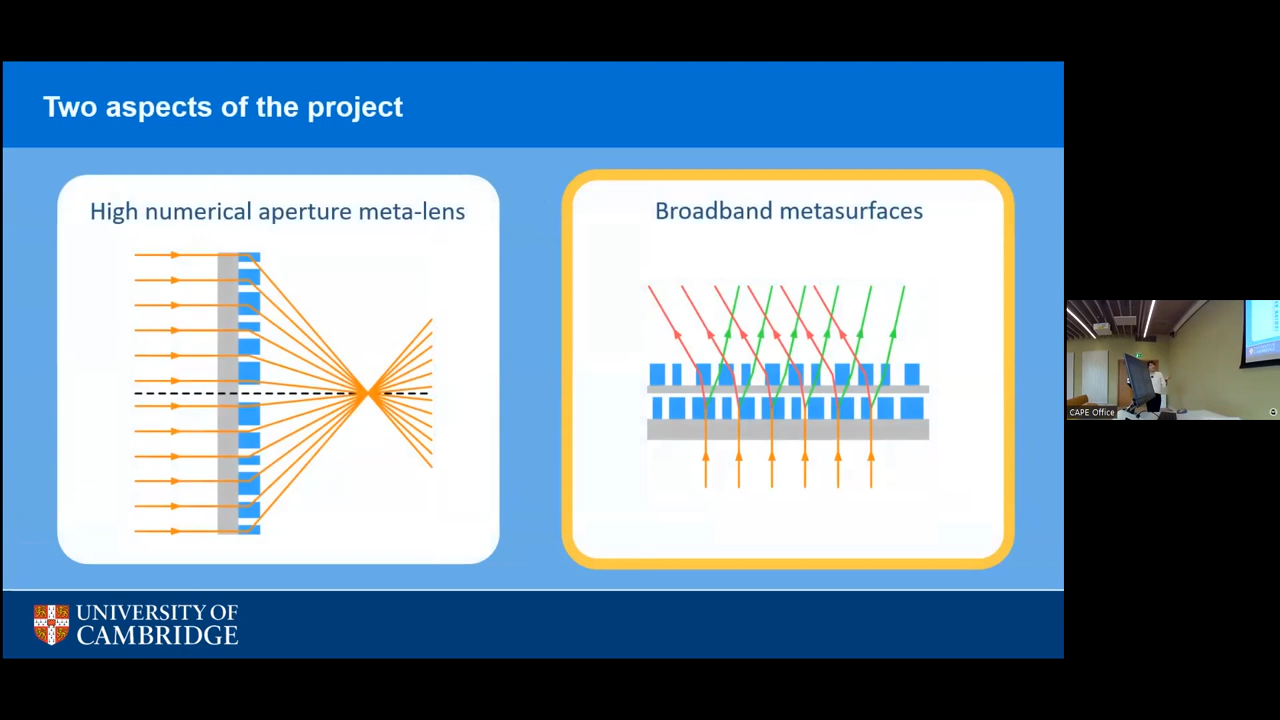 Two aspects of the project
High numerical aperture meta-lens
Broadband metasurfaces
UNIVERSITY OF
CAMBRIDGE
CAPE Office